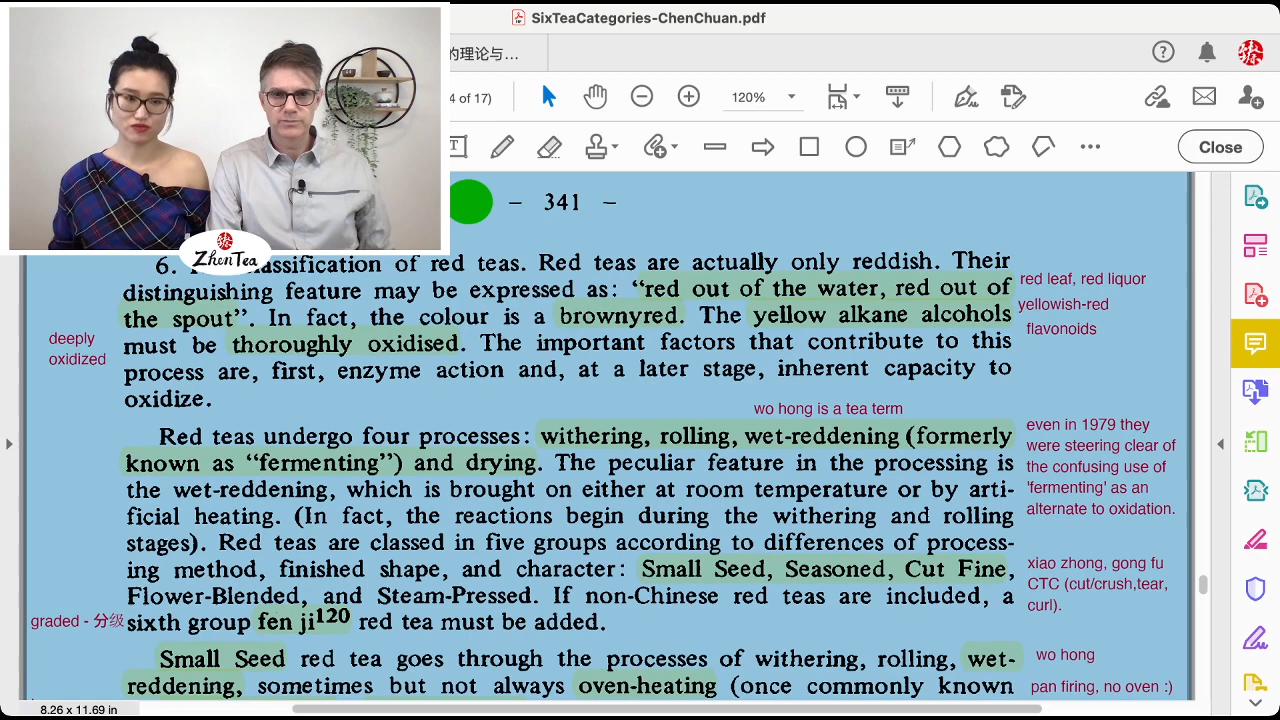 SixTeaCategories-ChenChuan.pdf
的理论与...
4 of 17)
120%
Close
ZhenTea
- 341 -
6. classification of red teas. Red teas are actually only reddish. Their
distinguishing feature may be expressed as: “red out of the water, red out of
the spout”. In fact, the colour is a brownyred. The yellow alkane alcohols
must be thoroughly oxidised. The important factors that contribute to this
process are, first, enzyme action and, at a later stage, inherent capacity to
oxidize.
red leaf, red liquor
yellowish-red
flavonoids
deeply
oxidized
wo hong is a tea term
Red teas undergo four processes: withering, rolling, wet-reddening (formerly
known as “fermenting”) and drying. The peculiar feature in the processing is
the wet-reddening, which is brought on either at room temperature or by arti-
ficial heating. (In fact, the reactions begin during the withering and rolling
stages). Red teas are classed in five groups according to differences of process-
ing method, finished shape, and character: Small Seed, Seasoned, Cut Fine,
Flower-Blended, and Steam-Pressed. If non-Chinese red teas are included, a
sixth group fen ji120 red tea must be added.
even in 1979 they
were steering clear of
the confusing use of
'fermenting' as an
alternate to oxidation.
xiao zhong, gong fu
CTC (cut/crush,tear,
curl).
graded - 分级
Small Seed red tea goes through the processes of withering, rolling, wet-
reddening, sometimes but not always oven-heating (once commonly known
wo hong
pan firing, no oven :)
8.26 x 11.69 in